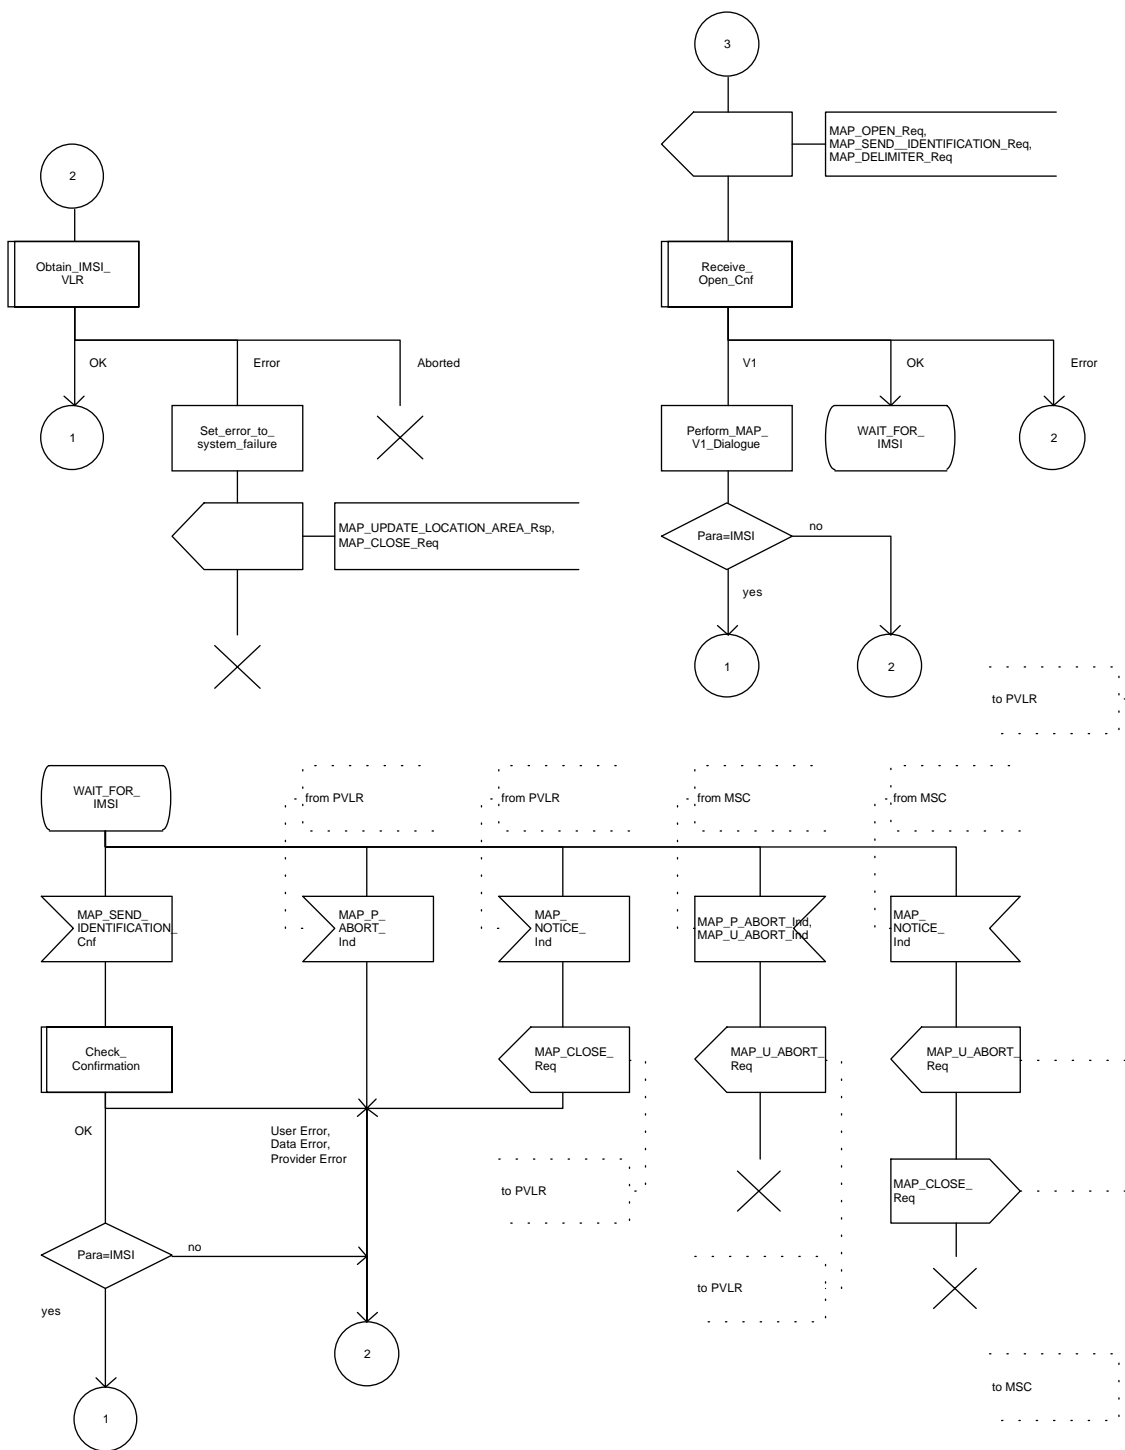 3
MAP_OPEN_Req,
MAP_SEND__IDENTIFICATION_Req,
MAP_DELIMITER_Req
2
Obtain_IMSI_
VLR
Receive_
Open_Cnf
OK
Error
Aborted
V1
OK
Error
1
Set_error_to_
system_failure
Perform_MAP_
V1_Dialogue
WAIT_FOR_
IMSI
2
MAP_UPDATE_LOCATION_AREA_Rsp,
MAP_CLOSE_Req
Para=IMSI
no
yes
1
2
to PVLR
WAIT_FOR_
IMSI
from PVLR
from PVLR
from MSC
from MSC
MAP_SEND_
IDENTIFICATION_
Cnf
MAP_P_
ABORT_
Ind
MAP_
NOTICE_
Ind
MAP_P_ABORT_Ind,
MAP_U_ABORT_Ind
MAP_
NOTICE_
Ind
Check_
Confirmation
MAP_CLOSE_
Req
MAP_U_ABORT_
Req
MAP_U_ABORT_
Req
OK
User Error,
Data Error,
Provider Error
to PVLR
MAP_CLOSE_
Req
Para=IMSI
no
yes
to PVLR
2
to MSC
1